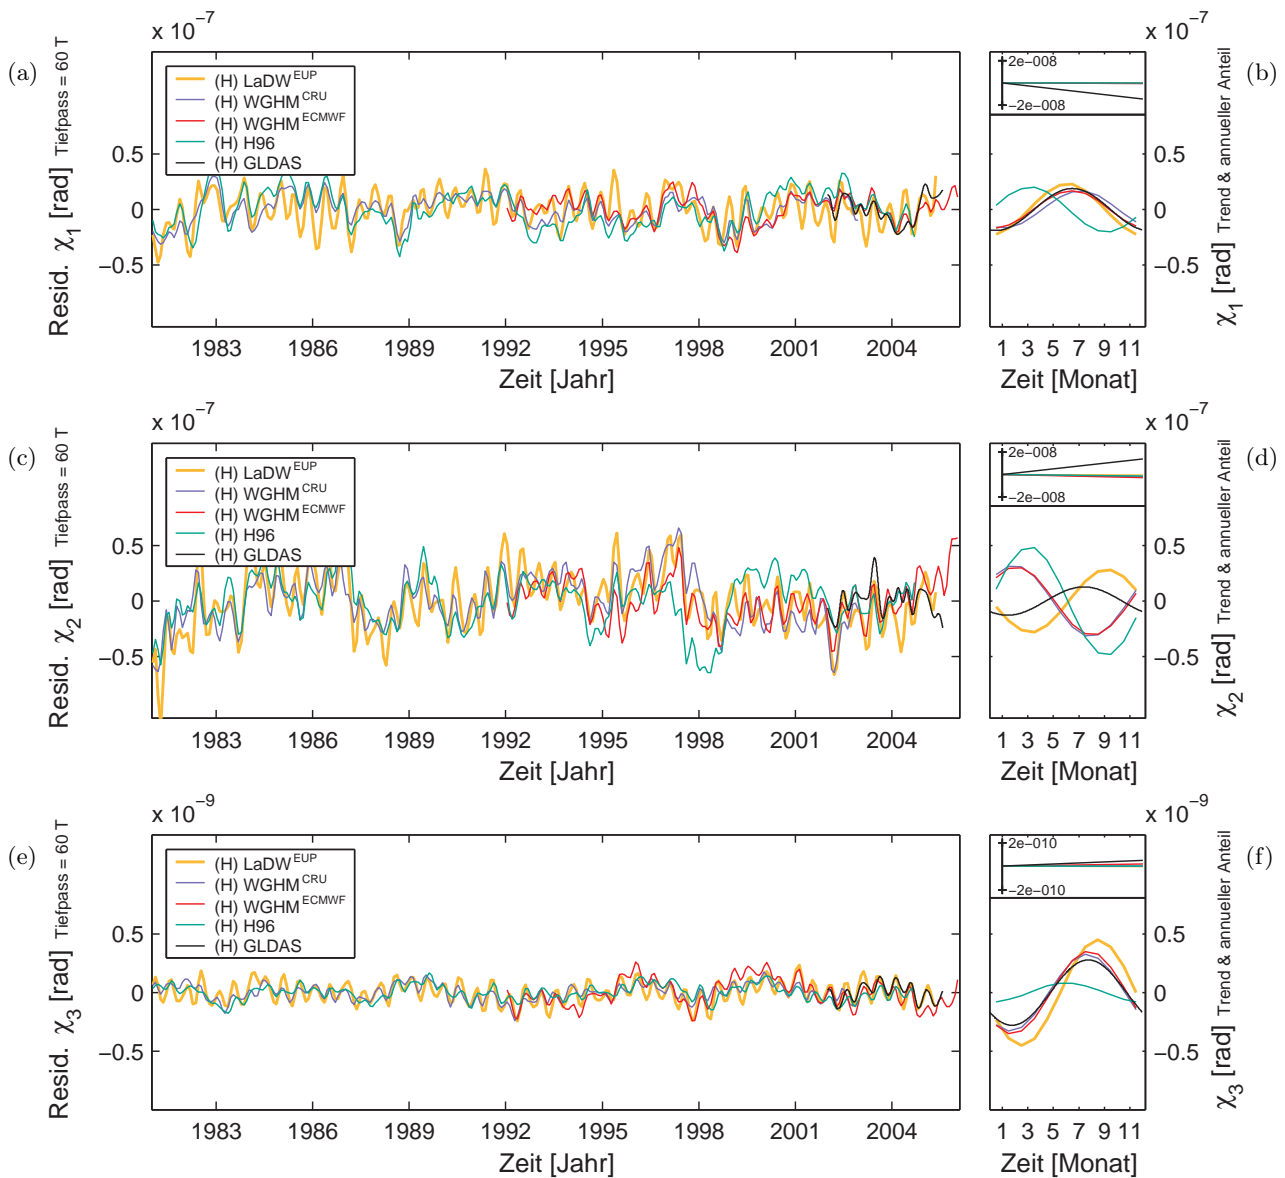 (a)
x 10⁻⁷
Resid. χ₁ [rad] Tiefpass = 60 T
0.5
0
−0.5
(H) LaDW EUP
(H) WGHM CRU
(H) WGHM ECMWF
(H) H96
(H) GLDAS
1983 1986 1989 1992 1995 1998 2001 2004
Zeit [Jahr]
(b)
x 10⁻⁷
2e−008
−2e−008
0.5
0
−0.5
χ₁ [rad] Trend & annueller Anteil
1 3 5 7 9 11
Zeit [Monat]
(c)
x 10⁻⁷
Resid. χ₂ [rad] Tiefpass = 60 T
0.5
0
−0.5
(H) LaDW EUP
(H) WGHM CRU
(H) WGHM ECMWF
(H) H96
(H) GLDAS
1983 1986 1989 1992 1995 1998 2001 2004
Zeit [Jahr]
(d)
x 10⁻⁷
2e−008
−2e−008
0.5
0
−0.5
χ₂ [rad] Trend & annueller Anteil
1 3 5 7 9 11
Zeit [Monat]
(e)
x 10⁻⁹
Resid. χ₃ [rad] Tiefpass = 60 T
0.5
0
−0.5
(H) LaDW EUP
(H) WGHM CRU
(H) WGHM ECMWF
(H) H96
(H) GLDAS
1983 1986 1989 1992 1995 1998 2001 2004
Zeit [Jahr]
(f)
x 10⁻⁹
2e−010
−2e−010
0.5
0
−0.5
χ₃ [rad] Trend & annueller Anteil
1 3 5 7 9 11
Zeit [Monat]